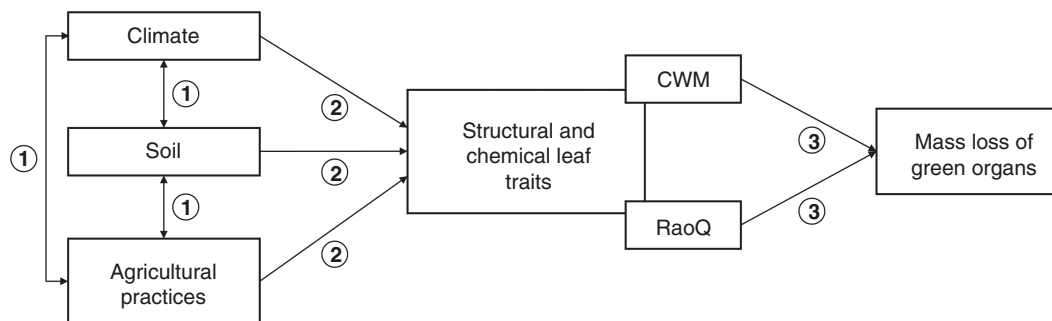 Climate
CWM
1
2
Structural and
chemical leaf
traits
3
Mass loss of
green organs
1
Soil
2
1
3
RaoQ
2
Agricultural
practices